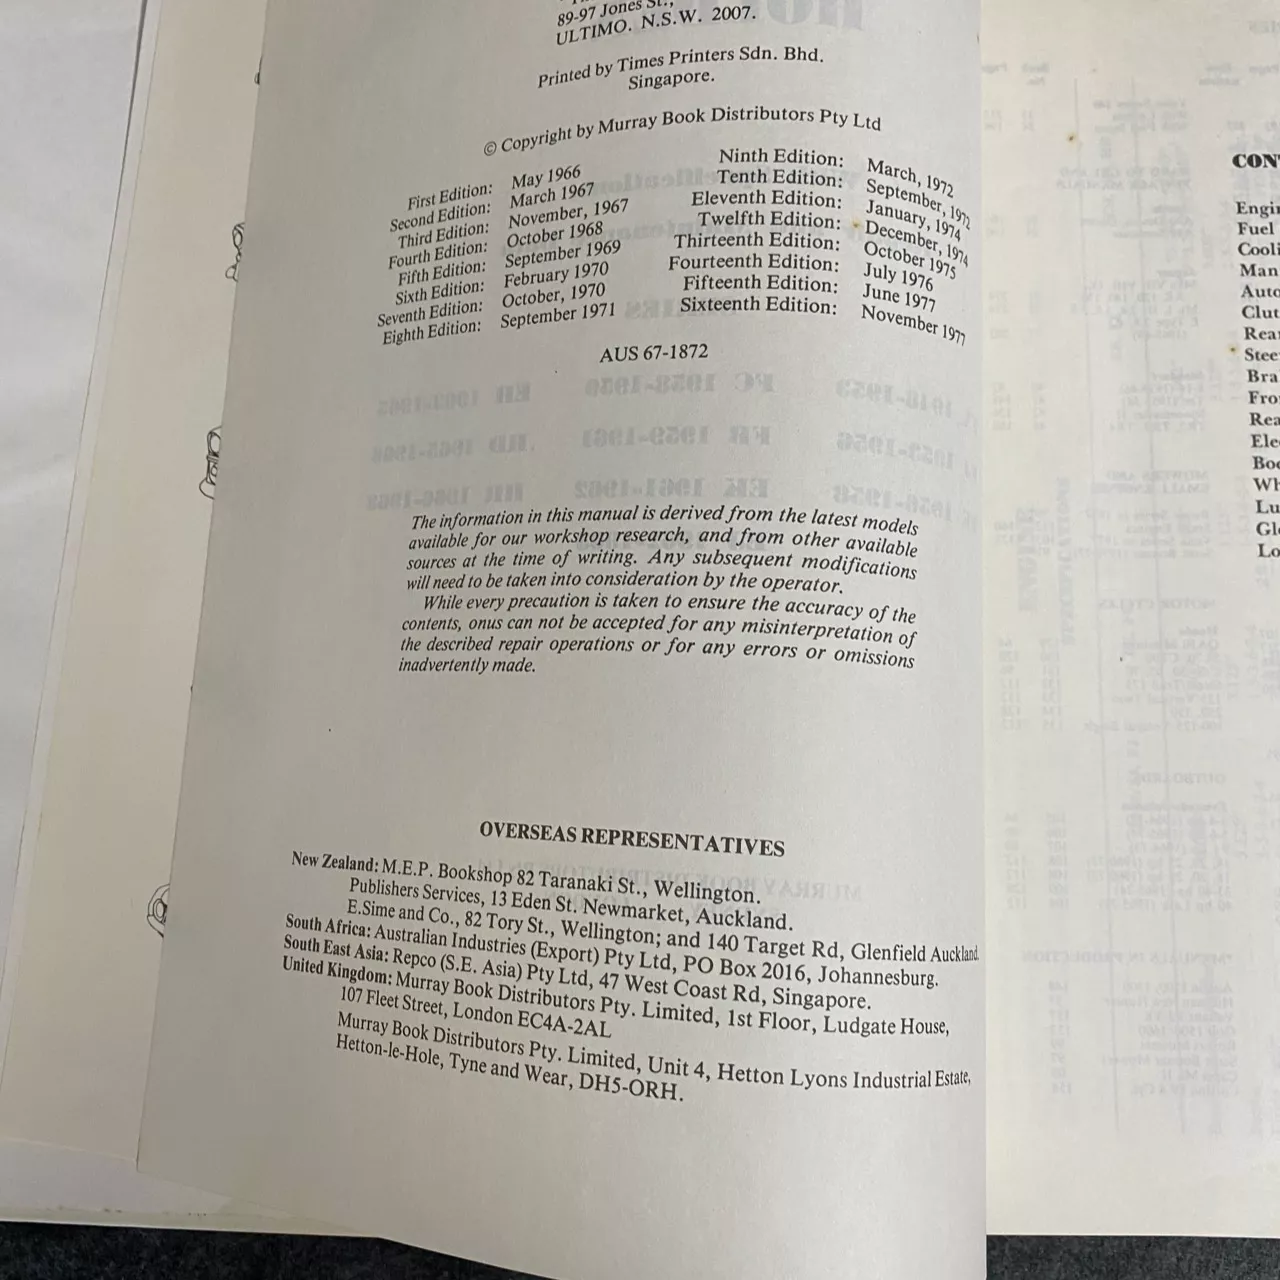 89-97 Jones St.,
ULTIMO. N.S.W. 2007.
Printed by Times Printers Sdn. Bhd.
Singapore.
© Copyright by Murray Book Distributors Pty Ltd
First Edition: May 1966
Second Edition: March 1967
Third Edition: November, 1967
Fourth Edition: October 1968
Fifth Edition: September 1969
Sixth Edition: February 1970
Seventh Edition: October, 1970
Eighth Edition: September 1971
Ninth Edition: March, 1972
Tenth Edition: September, 1972
Eleventh Edition: January, 1974
Twelfth Edition: December, 1974
Thirteenth Edition: October 1975
Fourteenth Edition: July 1976
Fifteenth Edition: June 1977
Sixteenth Edition: November 1977
AUS 67-1872
The information in this manual is derived from the latest models
available for our workshop research, and from other available
sources at the time of writing. Any subsequent modifications
will need to be taken into consideration by the operator.
While every precaution is taken to ensure the accuracy of the
contents, onus can not be accepted for any misinterpretation of
the described repair operations or for any errors or omissions
inadvertently made.
OVERSEAS REPRESENTATIVES
New Zealand: M.E.P. Bookshop 82 Taranaki St., Wellington.
Publishers Services, 13 Eden St. Newmarket, Auckland.
E.Sime and Co., 82 Tory St., Wellington; and 140 Target Rd, Glenfield Auckland.
South Africa: Australian Industries (Export) Pty Ltd, PO Box 2016, Johannesburg.
South East Asia: Repco (S.E. Asia) Pty Ltd, 47 West Coast Rd, Singapore.
United Kingdom: Murray Book Distributors Pty. Limited, 1st Floor, Ludgate House,
107 Fleet Street, London EC4A-2AL
Murray Book Distributors Pty. Limited, Unit 4, Hetton Lyons Industrial Estate,
Hetton-le-Hole, Tyne and Wear, DH5-ORH.
CON
Engin
Fuel
Cooli
Man
Auto
Clut
Rear
Stee
Bra
Fro
Rea
Ele
Bo
Wh
Lu
Gl
Lo